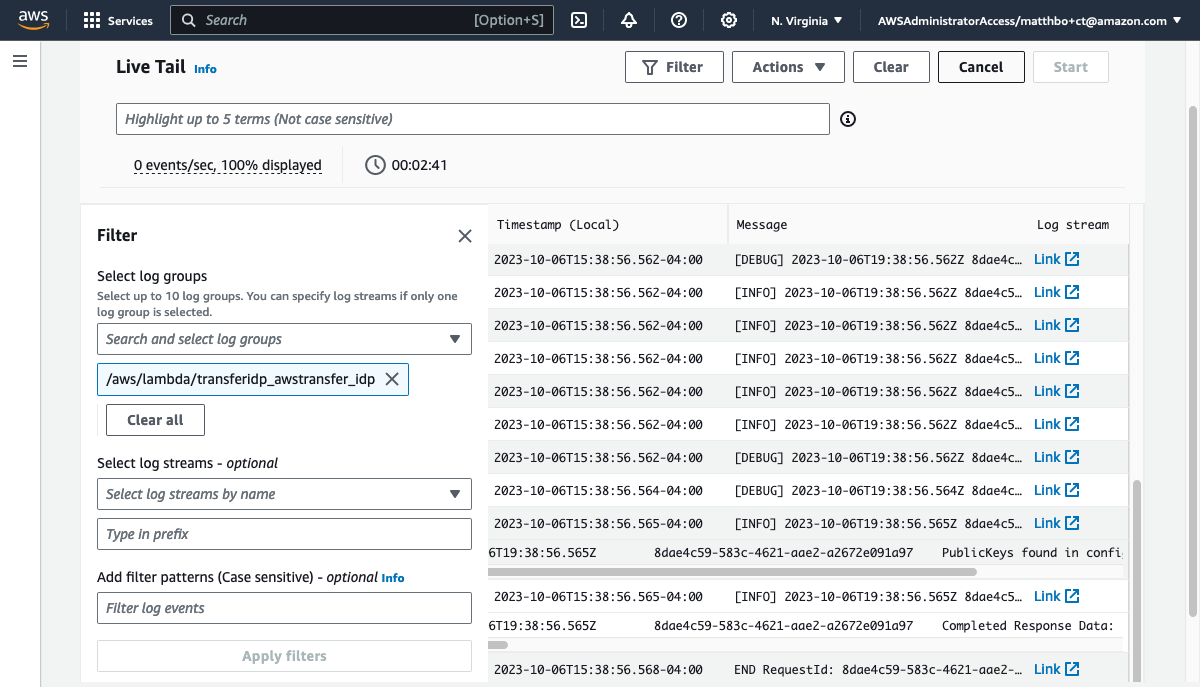 aws Services Search [Option+S] N. Virginia ▼ AWSAdministratorAccess/matthbo+ct@amazon.com ▼
Live Tail Info Filter Actions ▼ Clear Cancel Start
Highlight up to 5 terms (Not case sensitive)
0 events/sec, 100% displayed 00:02:41
Filter
Select log groups
Select up to 10 log groups. You can specify log streams if only one
log group is selected.
Search and select log groups
/aws/lambda/transferidp_awstransfer_idp
Clear all
Select log streams - optional
Select log streams by name
Type in prefix
Add filter patterns (Case sensitive) - optional Info
Filter log events
Apply filters
Timestamp (Local) Message Log stream
2023-10-06T15:38:56.562-04:00 [DEBUG] 2023-10-06T19:38:56.562Z 8dae4c… Link
2023-10-06T15:38:56.562-04:00 [INFO] 2023-10-06T19:38:56.562Z 8dae4c5… Link
2023-10-06T15:38:56.562-04:00 [INFO] 2023-10-06T19:38:56.562Z 8dae4c5… Link
2023-10-06T15:38:56.562-04:00 [INFO] 2023-10-06T19:38:56.562Z 8dae4c5… Link
2023-10-06T15:38:56.562-04:00 [INFO] 2023-10-06T19:38:56.562Z 8dae4c5… Link
2023-10-06T15:38:56.562-04:00 [INFO] 2023-10-06T19:38:56.562Z 8dae4c5… Link
2023-10-06T15:38:56.562-04:00 [DEBUG] 2023-10-06T19:38:56.562Z 8dae4c… Link
2023-10-06T15:38:56.564-04:00 [DEBUG] 2023-10-06T19:38:56.564Z 8dae4c… Link
2023-10-06T15:38:56.565-04:00 [INFO] 2023-10-06T19:38:56.565Z 8dae4c5… Link
6T19:38:56.565Z 8dae4c59-583c-4621-aae2-a2672e091a97 PublicKeys found in config
2023-10-06T15:38:56.565-04:00 [INFO] 2023-10-06T19:38:56.565Z 8dae4c5… Link
6T19:38:56.565Z 8dae4c59-583c-4621-aae2-a2672e091a97 Completed Response Data:
2023-10-06T15:38:56.568-04:00 END RequestId: 8dae4c59-583c-4621-aae2-… Link